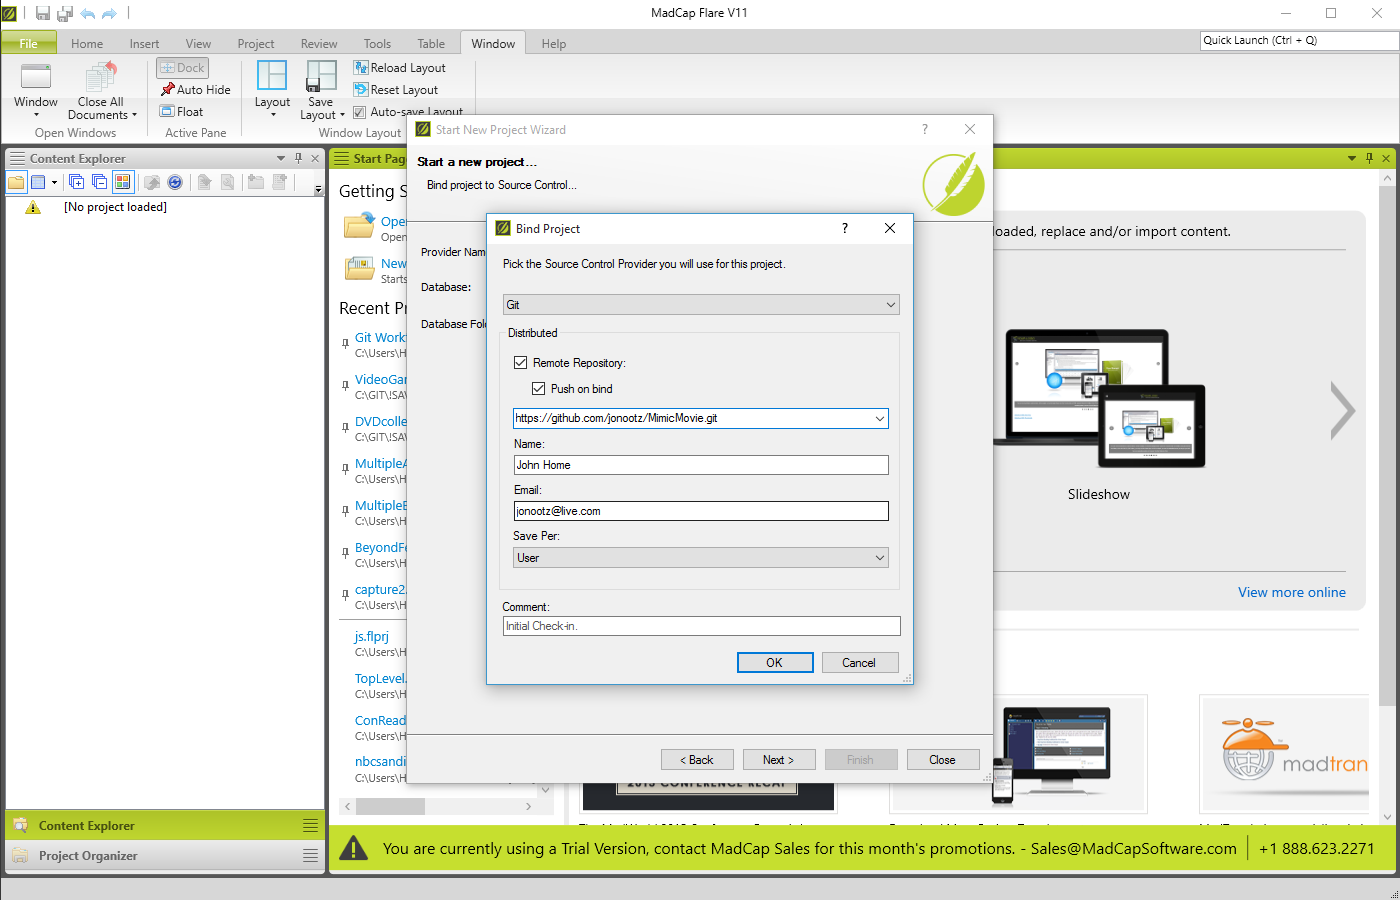 MadCap Flare V11
File Home Insert View Project Review Tools Table Window Help
Quick Launch (Ctrl + Q)
Window
Close All Documents
Open Windows
Dock
Auto Hide
Float
Active Pane
Layout
Save Layout
Reload Layout
Reset Layout
Auto-save Layout
Window Layout
Content Explorer
[No project loaded]
Content Explorer
Project Organizer
Start Pag
Getting S
Ope
Open
New
Starts
Recent Pr
Git Work
C:\Users\H
VideoGar
C:\GIT\!SA
DVDcolle
C:\GIT\!SA
MultipleA
C:\Users\H
MultipleE
C:\Users\H
BeyondFe
C:\Users\H
capture2.
C:\Users\H
js.flprj
C:\Users\H
TopLevel.
C:\Users\H
ConRead
C:\Users\H
nbcsandi
C:\Users\H
Start New Project Wizard
?
Start a new project...
Bind project to Source Control...
Provider Nam
Database:
Database Fol
Bind Project
?
Pick the Source Control Provider you will use for this project.
Git
Distributed
Remote Repository:
Push on bind
https://github.com/jonootz/MimicMovie.git
Name:
John Home
Email:
jonootz@live.com
Save Per:
User
Comment:
Initial Check-in.
OK
Cancel
< Back
Next >
Finish
Close
loaded, replace and/or import content.
Slideshow
View more online
2013 CONFERENCE RECAP
madtran
You are currently using a Trial Version, contact MadCap Sales for this month's promotions. - Sales@MadCapSoftware.com
+1 888.623.2271